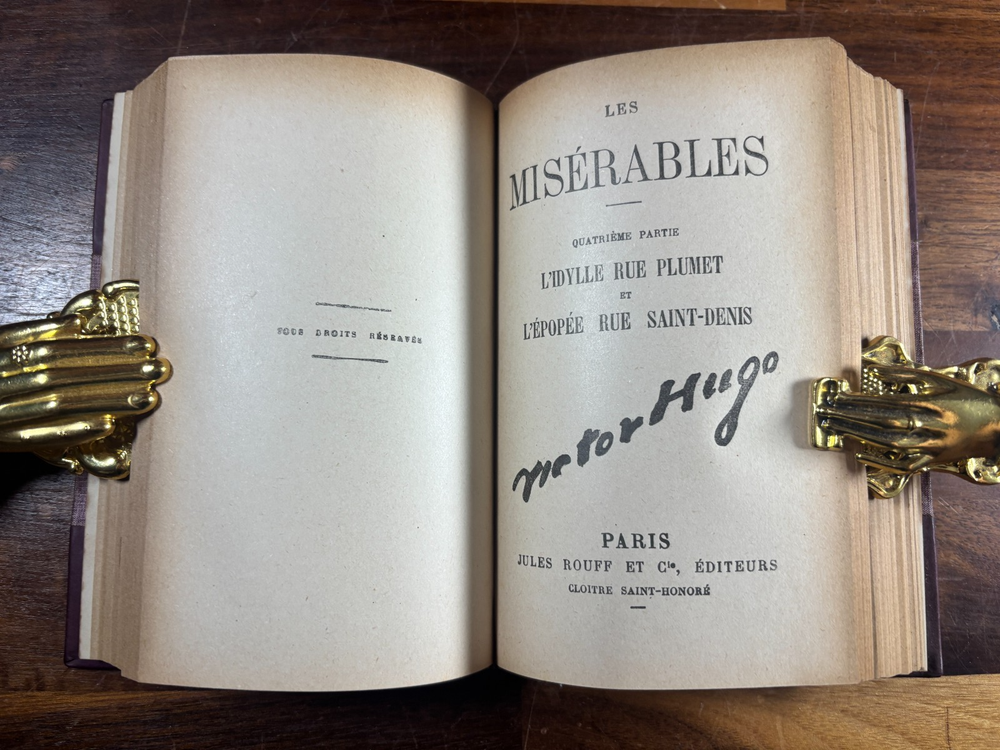 TOUS DROITS RÉSERVÉS
LES
MISÉRABLES
QUATRIÈME PARTIE
L'IDYLLE RUE PLUMET
ET
L'ÉPOPÉE RUE SAINT-DENIS
Victor Hugo
PARIS
JULES ROUFF ET Cie, ÉDITEURS
CLOITRE SAINT-HONORÉ